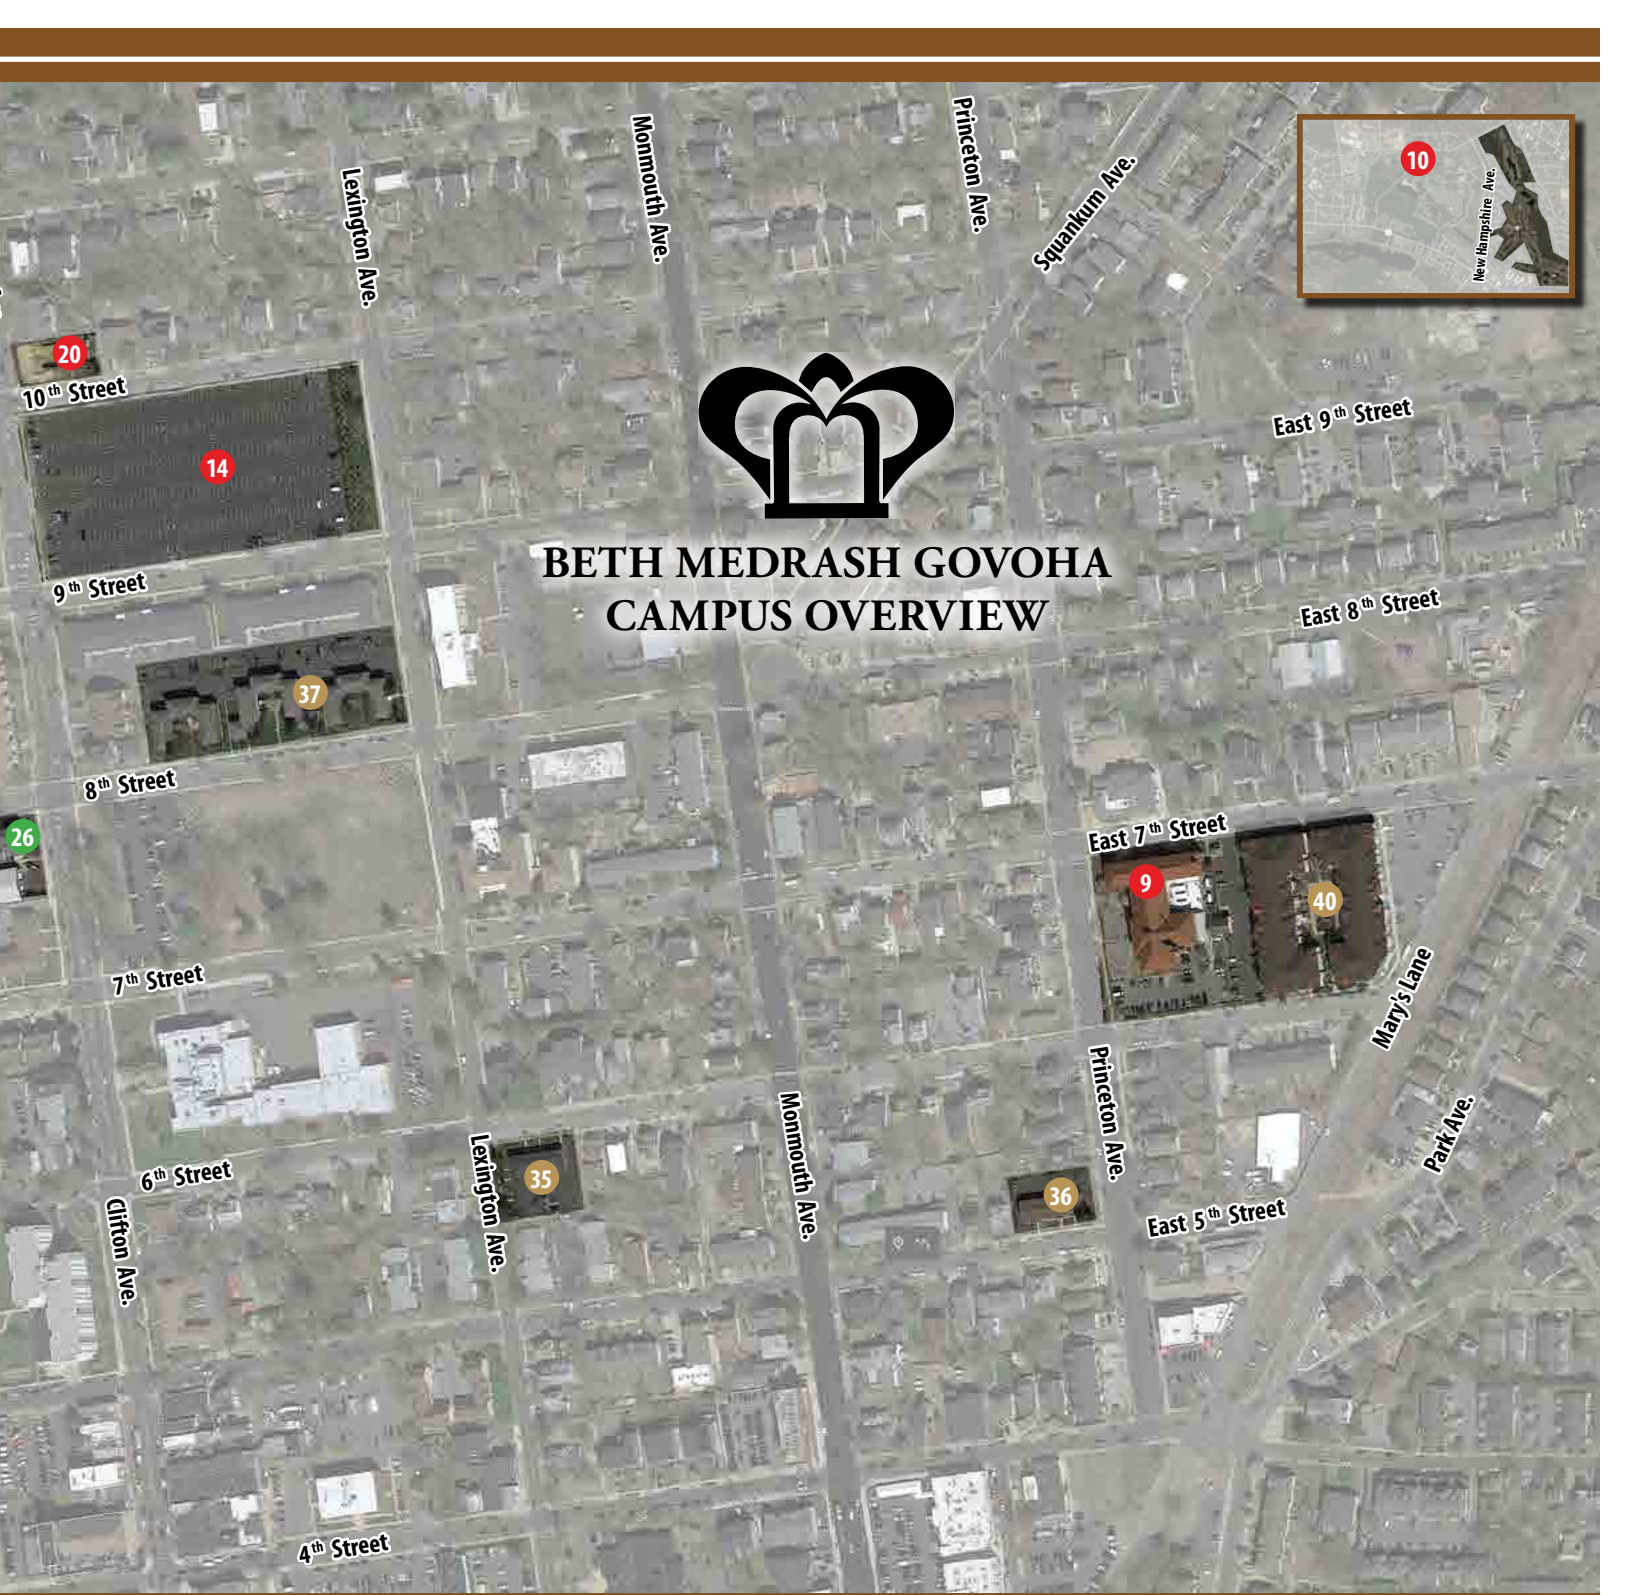 Princeton Ave.
Monmouth Ave.
Squankum Ave.
Lexington Ave.
10
New Hampshire Ave.
20
10th Street
East 9th Street
14
BETH MEDRASH GOVOHA
CAMPUS OVERVIEW
9th Street
East 8th Street
37
8th Street
26
East 7th Street
9
40
7th Street
Mary's Lane
Princeton Ave.
Monmouth Ave.
Park Ave.
Lexington Ave.
35
6th Street
36
East 5th Street
Clifton Ave.
4th Street